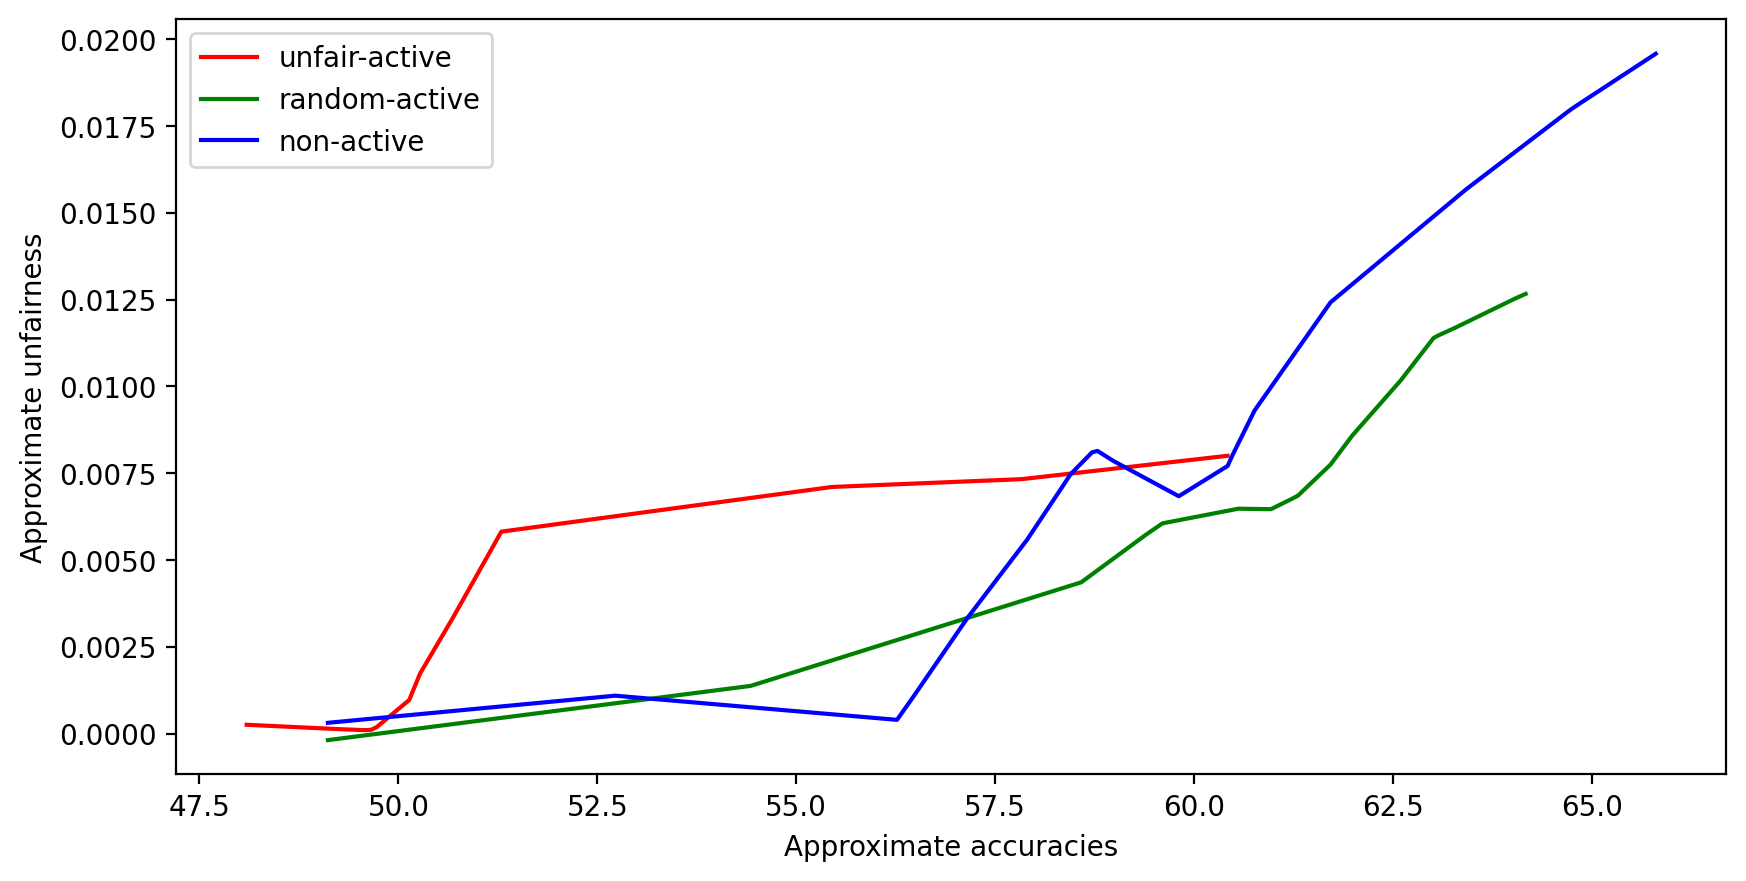 unfair-active
random-active
non-active
Approximate unfairness
0.0200
0.0175
0.0150
0.0125
0.0100
0.0075
0.0050
0.0025
0.0000
47.5 50.0 52.5 55.0 57.5 60.0 62.5 65.0
Approximate accuracies